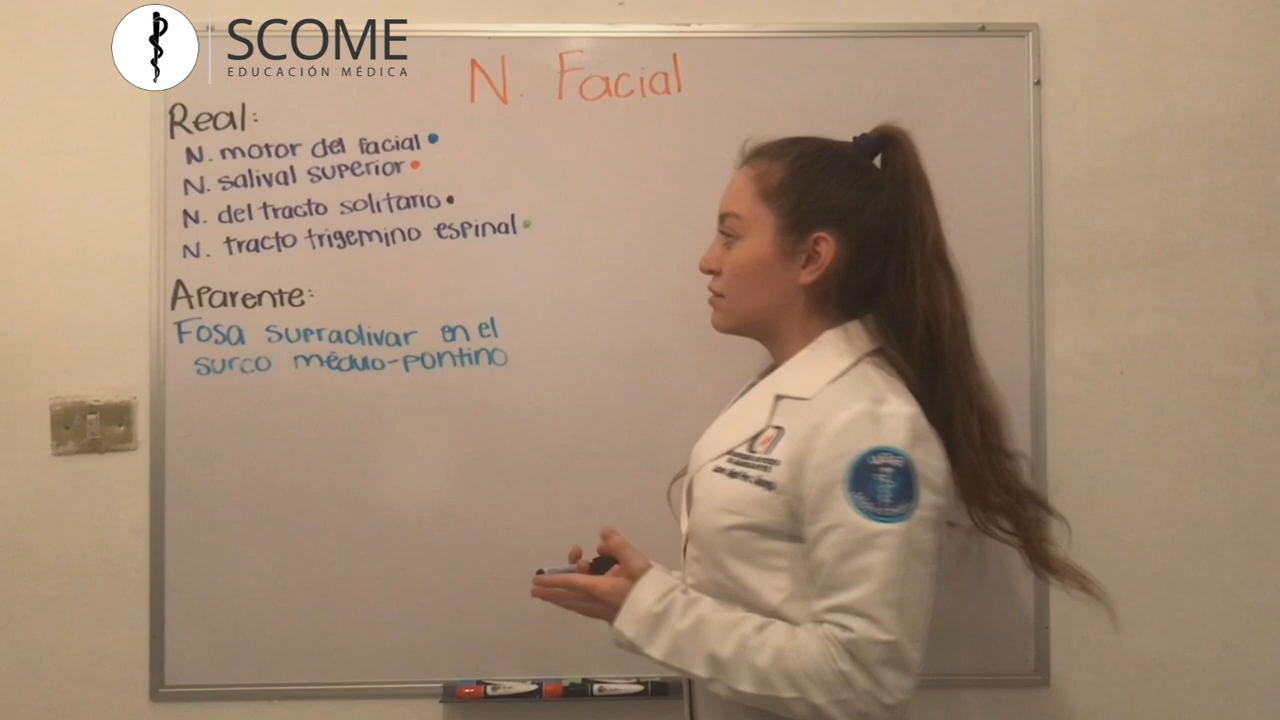 SCOME
EDUCACIÓN MÉDICA
N. Facial
Real:
N. motor del facial
N. salival superior
N. del tracto solitario
N. tracto trigemino espinal
Aparente:
Fosa supraolivar en el
surco médulo-pontino